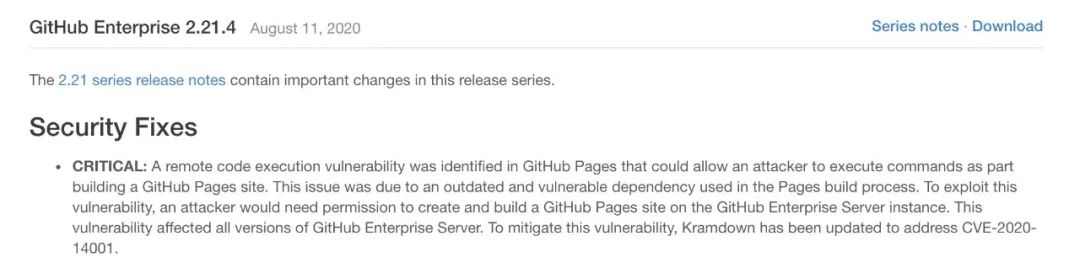 GitHub Enterprise 2.21.4 August 11, 2020 Series notes · Download
The 2.21 series release notes contain important changes in this release series.
Security Fixes
• CRITICAL: A remote code execution vulnerability was identified in GitHub Pages that could allow an attacker to execute commands as part
building a GitHub Pages site. This issue was due to an outdated and vulnerable dependency used in the Pages build process. To exploit this
vulnerability, an attacker would need permission to create and build a GitHub Pages site on the GitHub Enterprise Server instance. This
vulnerability affected all versions of GitHub Enterprise Server. To mitigate this vulnerability, Kramdown has been updated to address CVE-2020-
14001.